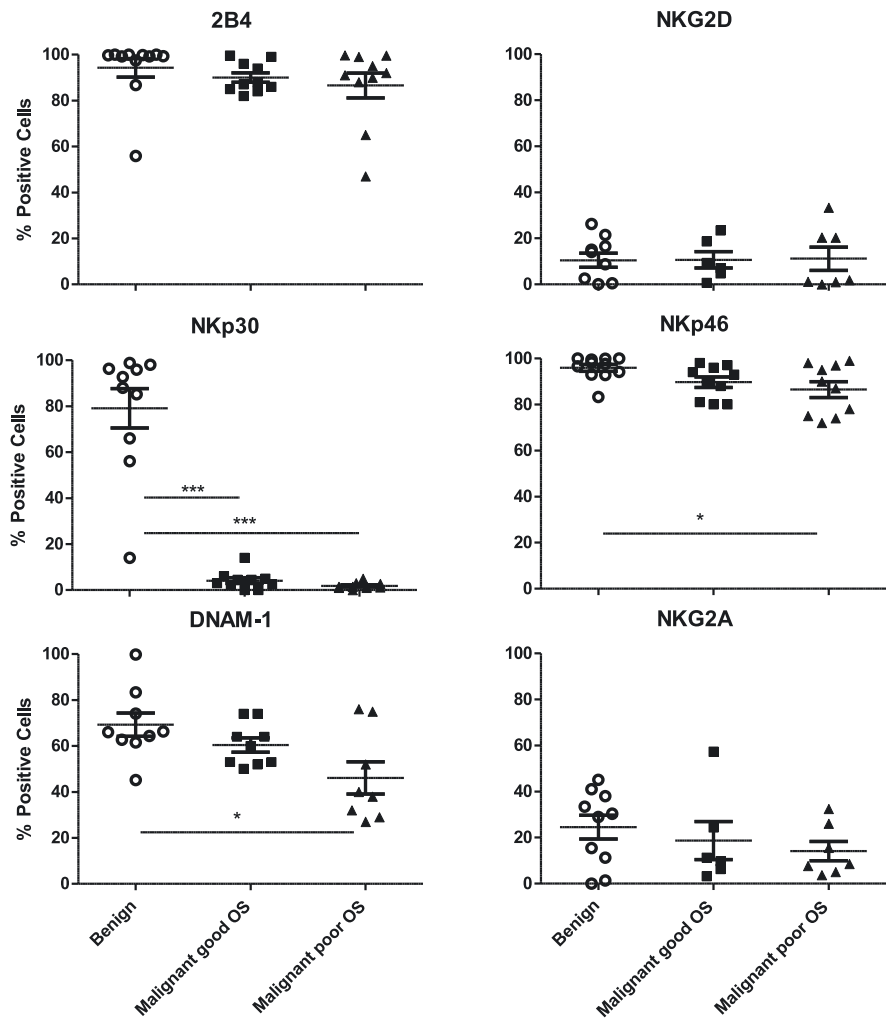 2B4
% Positive Cells
100
80
60
40
20
0
NKG2D
100
80
60
40
20
0
NKp30
% Positive Cells
100
80
60
40
20
0
***
***
NKp46
100
80
60
40
20
0
*
DNAM-1
% Positive Cells
100
80
60
40
20
0
*
Benign
Malignant good OS
Malignant poor OS
NKG2A
100
80
60
40
20
0
Benign
Malignant good OS
Malignant poor OS